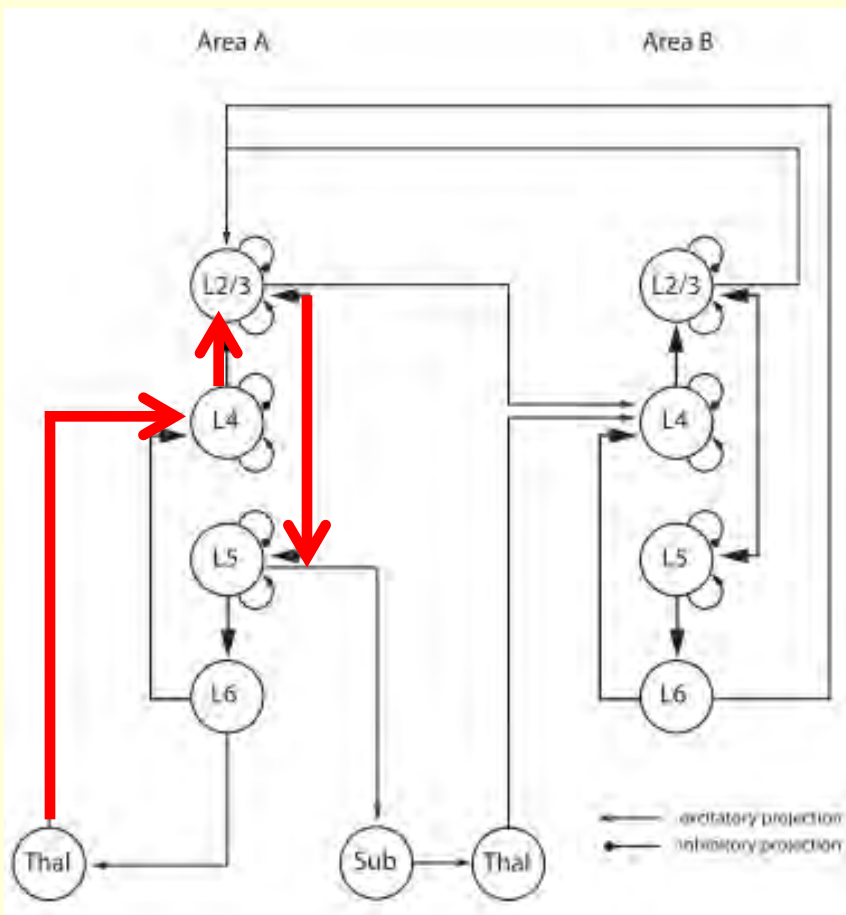 Area A
Area B
L2/3
L2/3
L4
L4
L5
L5
L6
L6
excitatory projection
inhibitory projection
Thal
Sub
Thal